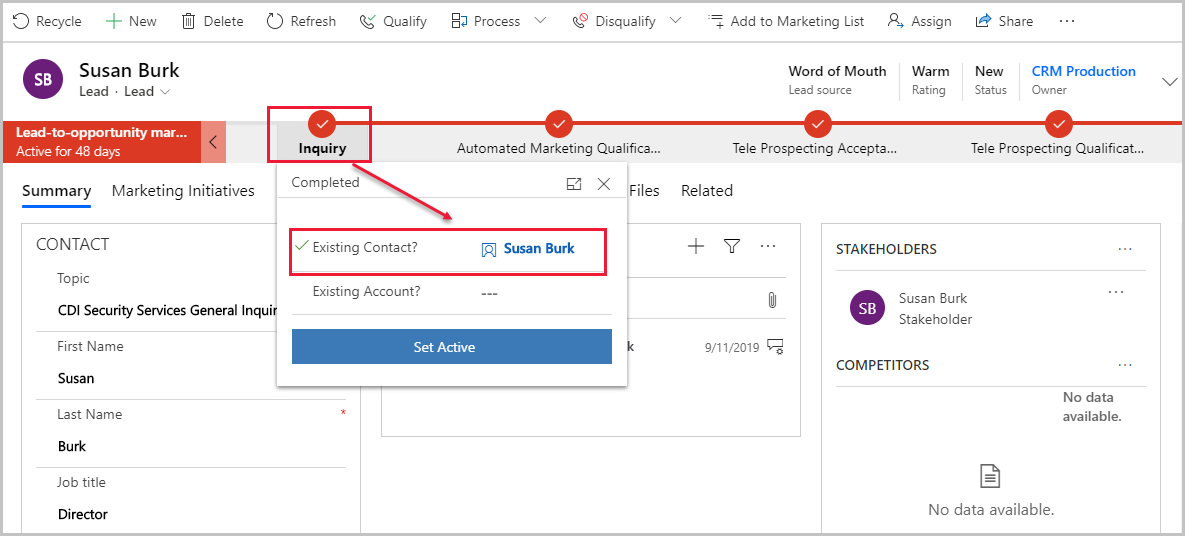 Recycle New Delete Refresh Qualify Process Disqualify Add to Marketing List Assign Share ...
SB
Susan Burk
Lead · Lead
Word of Mouth
Lead source
Warm
Rating
New
Status
CRM Production
Owner
Lead-to-opportunity mar...
Active for 48 days
Inquiry
Automated Marketing Qualifica...
Tele Prospecting Accepta...
Tele Prospecting Qualificat...
Summary Marketing Initiatives Files Related
CONTACT
Topic
CDI Security Services General Inquir
First Name
Susan
Last Name *
Burk
Job title
Director
Completed
Existing Contact? Susan Burk
Existing Account? ---
Set Active
...
k 9/11/2019
STAKEHOLDERS ...
SB
Susan Burk ...
Stakeholder
COMPETITORS ...
No data
available.
No data available.